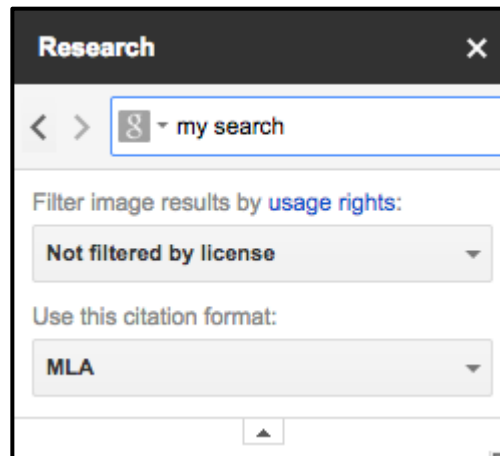 Research
my search
Filter image results by usage rights:
Not filtered by license
Use this citation format:
MLA